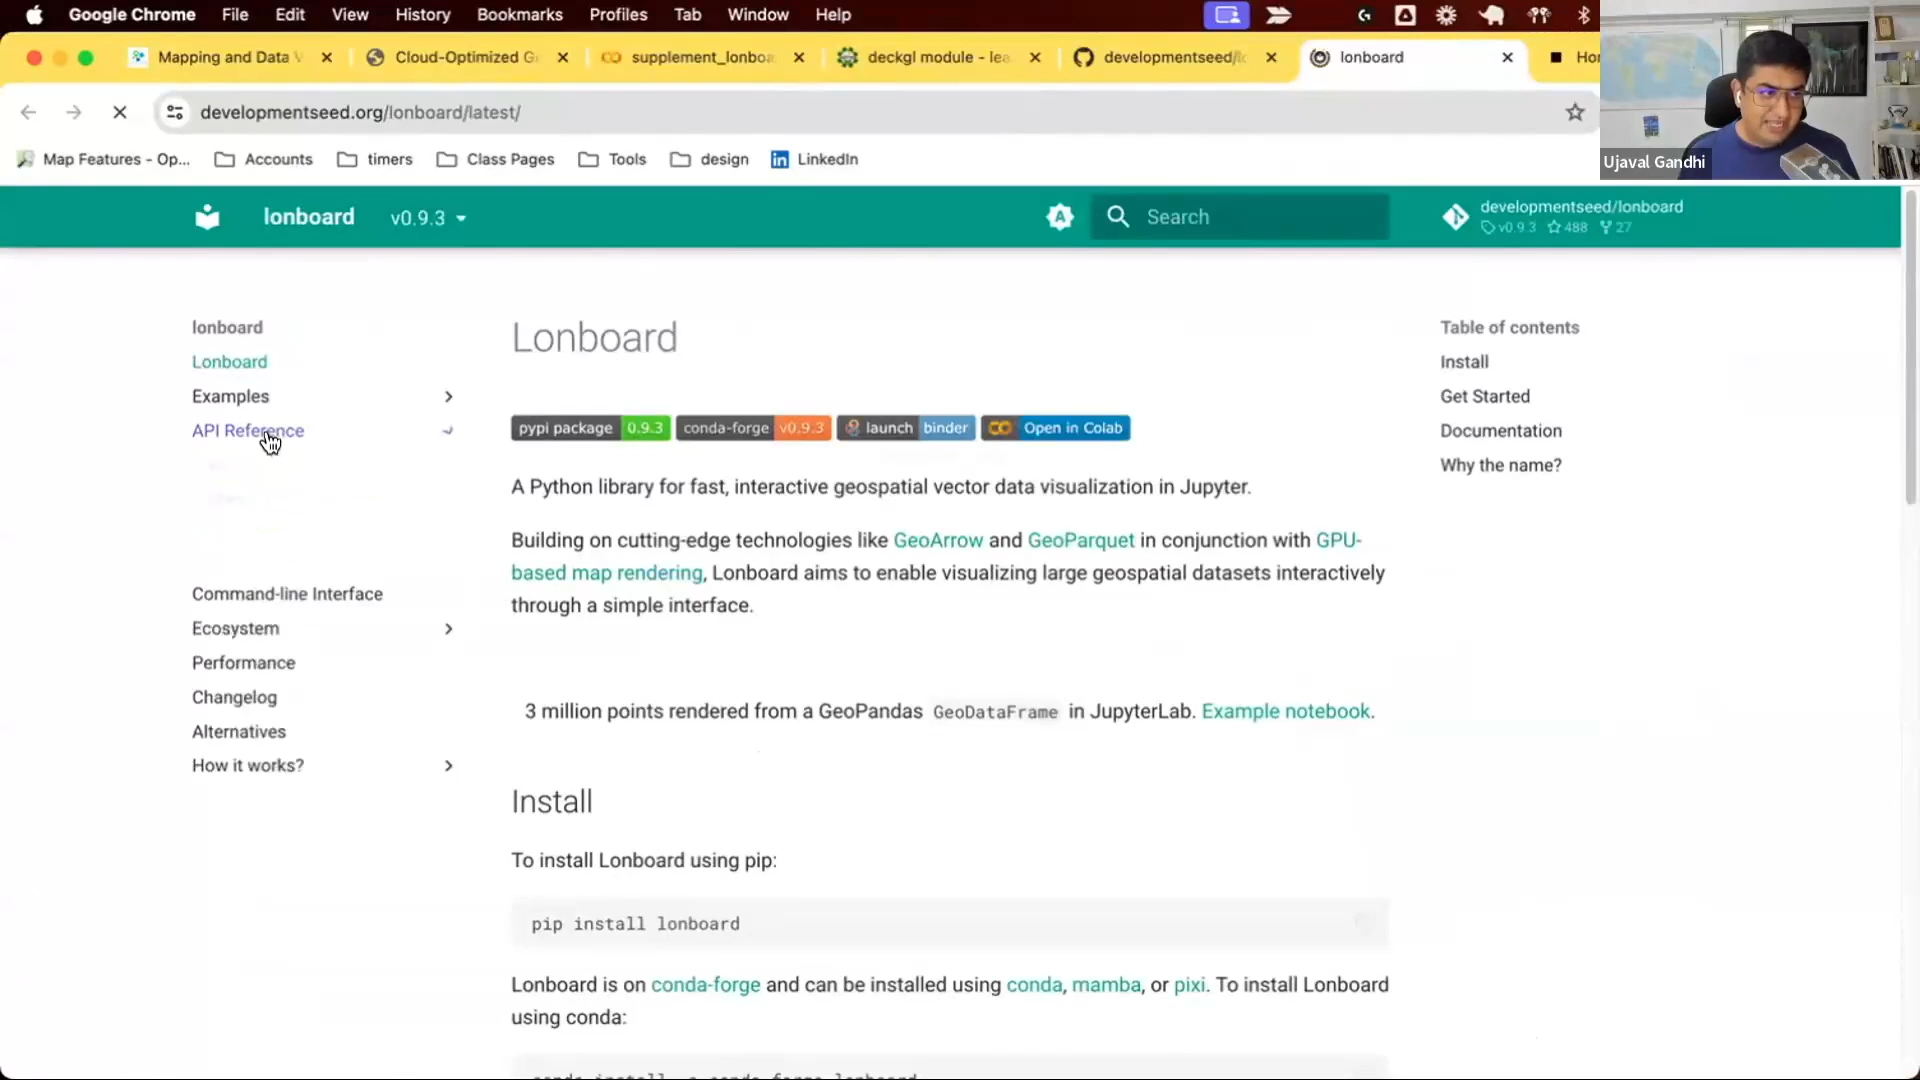 Google Chrome File Edit View History Bookmarks Profiles Tab Window Help
Mapping and Data V Cloud-Optimized G supplement_lonboa deckgl module - lea developmentseed/lo lonboard Hor
developmentseed.org/lonboard/latest/
Map Features - Op... Accounts timers Class Pages Tools design LinkedIn
Ujaval Gandhi
lonboard v0.9.3 Search
developmentseed/lonboard
v0.9.3 488 27
lonboard
Lonboard
Examples
API Reference
Command-line Interface
Ecosystem
Performance
Changelog
Alternatives
How it works?
Lonboard
pypi package 0.9.3 conda-forge v0.9.3 launch binder Open in Colab
A Python library for fast, interactive geospatial vector data visualization in Jupyter.
Building on cutting-edge technologies like GeoArrow and GeoParquet in conjunction with GPU-
based map rendering, Lonboard aims to enable visualizing large geospatial datasets interactively
through a simple interface.
3 million points rendered from a GeoPandas GeoDataFrame in JupyterLab. Example notebook.
Install
To install Lonboard using pip:
pip install lonboard
Lonboard is on conda-forge and can be installed using conda, mamba, or pixi. To install Lonboard
using conda:
conda install -c conda-forge lonboard
Table of contents
Install
Get Started
Documentation
Why the name?